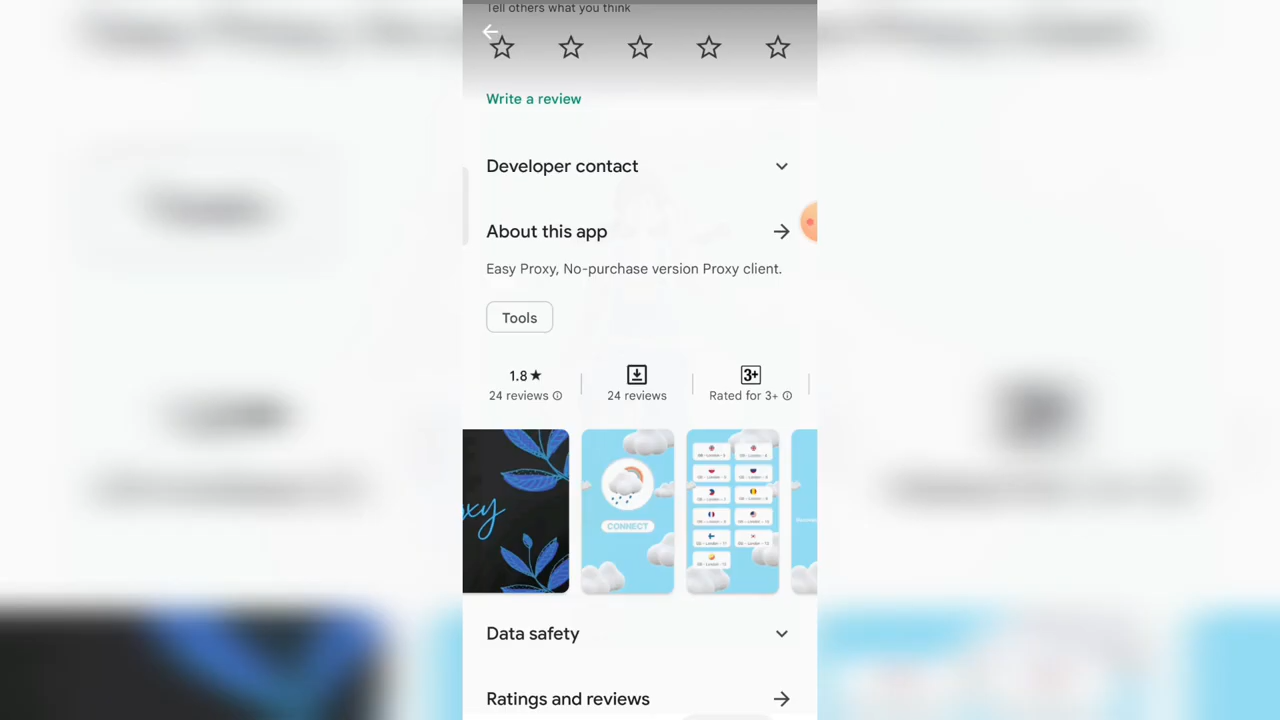 Tell others what you think
Write a review
Developer contact
About this app
Easy Proxy, No-purchase version Proxy client.
Tools
1.8★
24 reviews
24 reviews
3+
Rated for 3+
xy
CONNECT
Data safety
Ratings and reviews